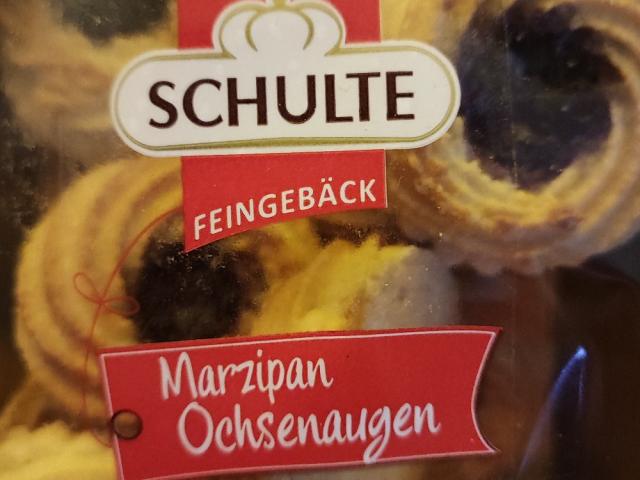 SCHULTE
FEINGEBÄCK
Marzipan
Ochsenaugen